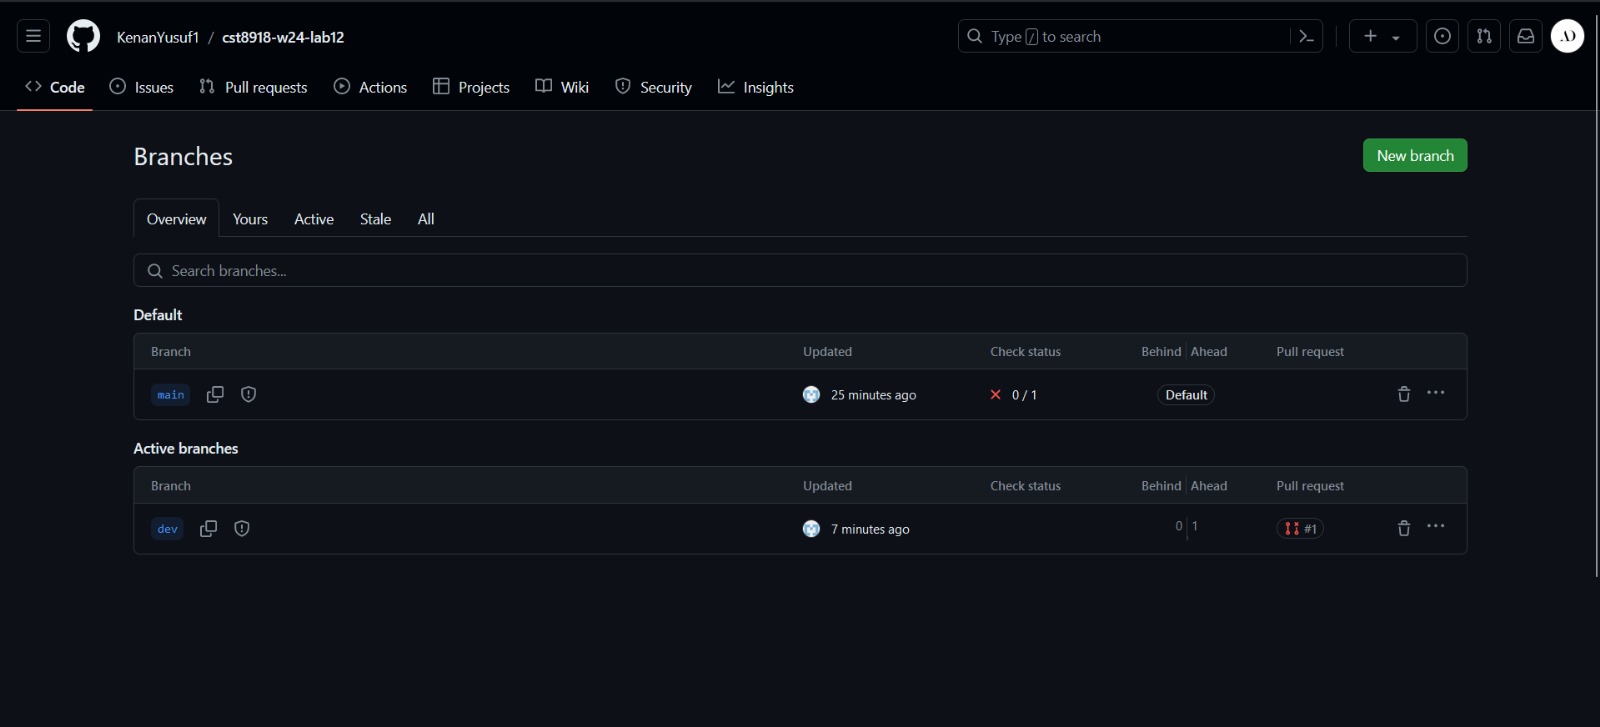 KenanYusuf1 / cst8918-w24-lab12
Type / to search
Code Issues Pull requests Actions Projects Wiki Security Insights
Branches
New branch
Overview Yours Active Stale All
Search branches...
Default
Branch Updated Check status Behind Ahead Pull request
main 25 minutes ago 0 / 1 Default
Active branches
Branch Updated Check status Behind Ahead Pull request
dev 7 minutes ago 0 1 #1